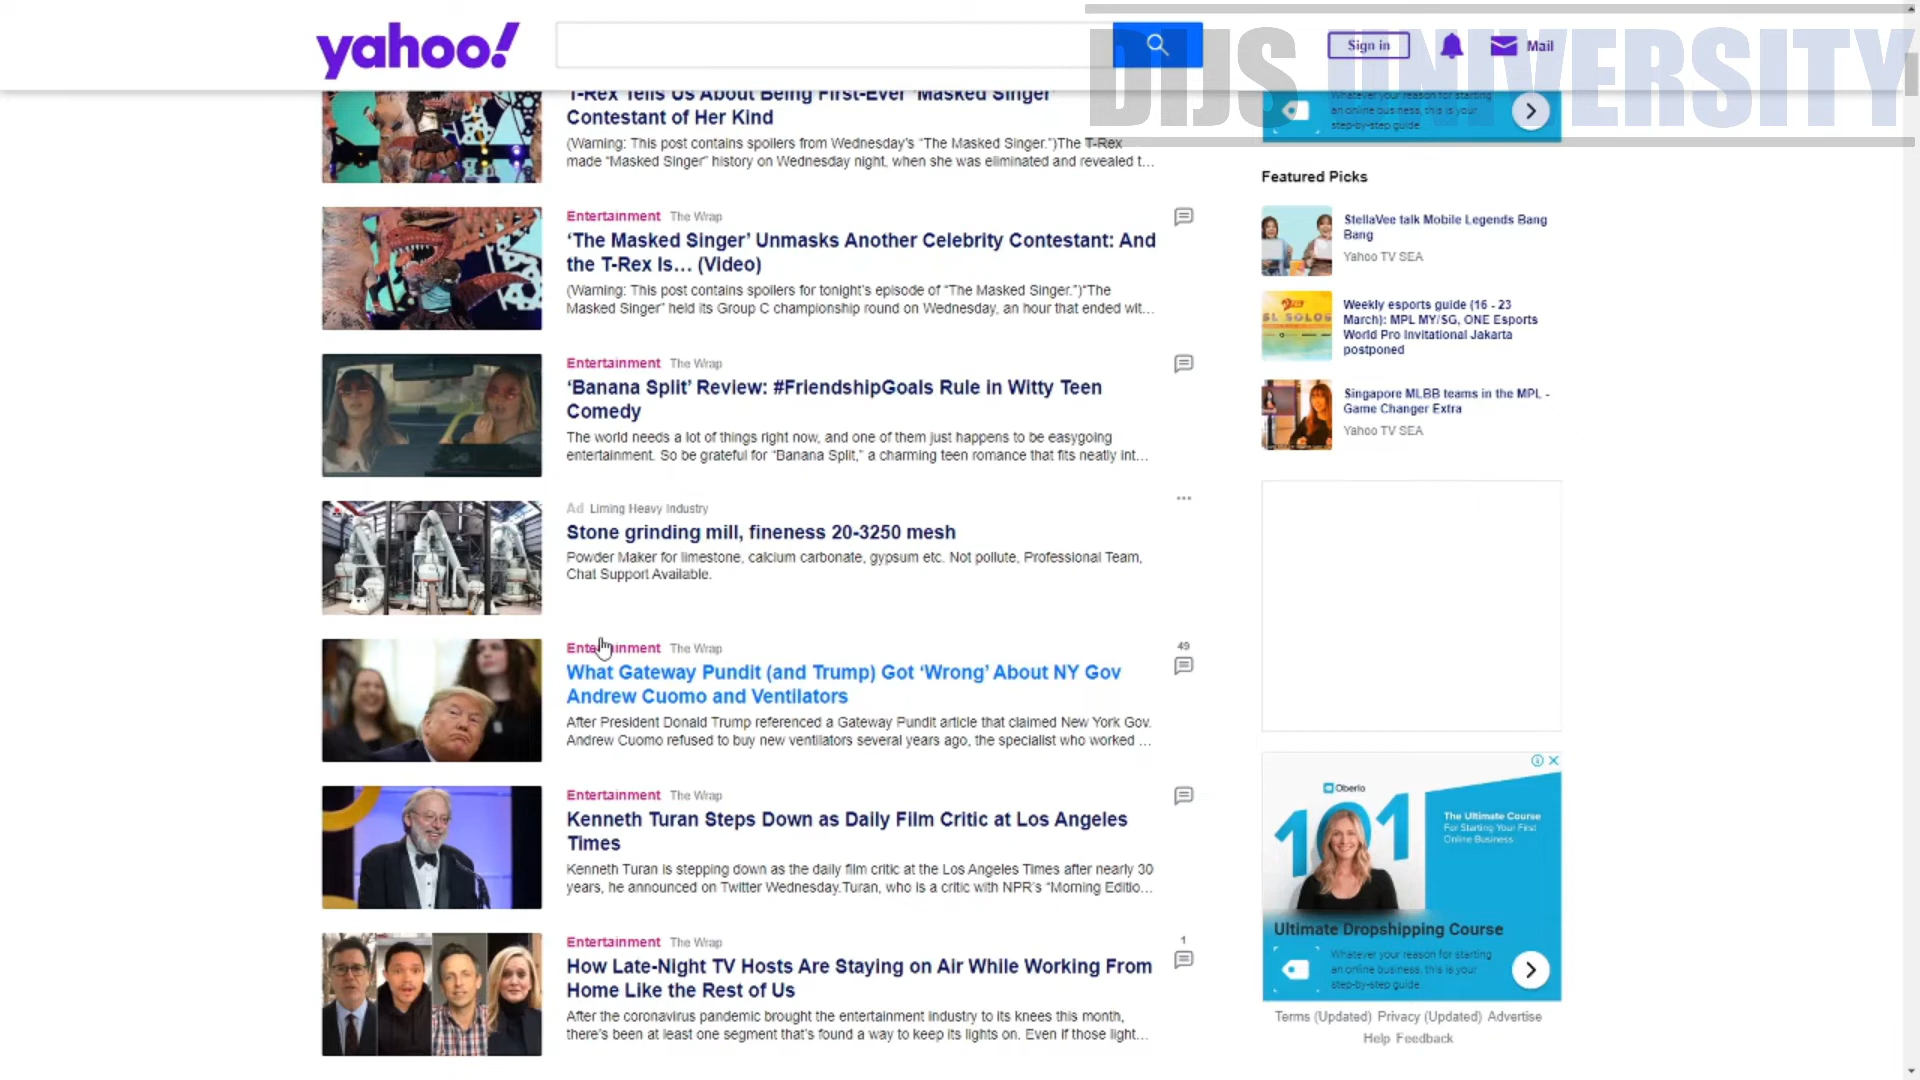 yahoo!
Sign in
Mail
DIJS UNIVERSITY
T-Rex Tells Us About Being First-Ever ‘Masked Singer’
Contestant of Her Kind
(Warning: This post contains spoilers from Wednesday's “The Masked Singer.”)The T-Rex
made “Masked Singer” history on Wednesday night, when she was eliminated and revealed t...
Entertainment The Wrap
‘The Masked Singer’ Unmasks Another Celebrity Contestant: And
the T-Rex Is… (Video)
(Warning: This post contains spoilers for tonight's episode of “The Masked Singer.”)“The
Masked Singer” held its Group C championship round on Wednesday, an hour that ended wit...
Entertainment The Wrap
‘Banana Split’ Review: #FriendshipGoals Rule in Witty Teen
Comedy
The world needs a lot of things right now, and one of them just happens to be easygoing
entertainment. So be grateful for “Banana Split,” a charming teen romance that fits neatly int...
Ad Liming Heavy Industry
Stone grinding mill, fineness 20-3250 mesh
Powder Maker for limestone, calcium carbonate, gypsum etc. Not pollute, Professional Team,
Chat Support Available.
Entertainment The Wrap
49
What Gateway Pundit (and Trump) Got ‘Wrong’ About NY Gov
Andrew Cuomo and Ventilators
After President Donald Trump referenced a Gateway Pundit article that claimed New York Gov.
Andrew Cuomo refused to buy new ventilators several years ago, the specialist who worked ...
Entertainment The Wrap
Kenneth Turan Steps Down as Daily Film Critic at Los Angeles
Times
Kenneth Turan is stepping down as the daily film critic at the Los Angeles Times after nearly 30
years, he announced on Twitter Wednesday.Turan, who is a critic with NPR's “Morning Editio...
Entertainment The Wrap
1
How Late-Night TV Hosts Are Staying on Air While Working From
Home Like the Rest of Us
After the coronavirus pandemic brought the entertainment industry to its knees this month,
there's been at least one segment that's found a way to keep its lights on. Even if those light...
Whatever your reason for starting
an online business, this is your
step-by-step guide
Featured Picks
StellaVee talk Mobile Legends Bang
Bang
Yahoo TV SEA
SL SOLOS
Weekly esports guide (16 - 23
March): MPL MY/SG, ONE Esports
World Pro Invitational Jakarta
postponed
Singapore MLBB teams in the MPL -
Game Changer Extra
Yahoo TV SEA
Oberlo
101
The Ultimate Course
For Starting Your First
Online Business
Ultimate Dropshipping Course
Whatever your reason for starting
an online business, this is your
step-by-step guide
Terms (Updated) Privacy (Updated) Advertise
Help Feedback